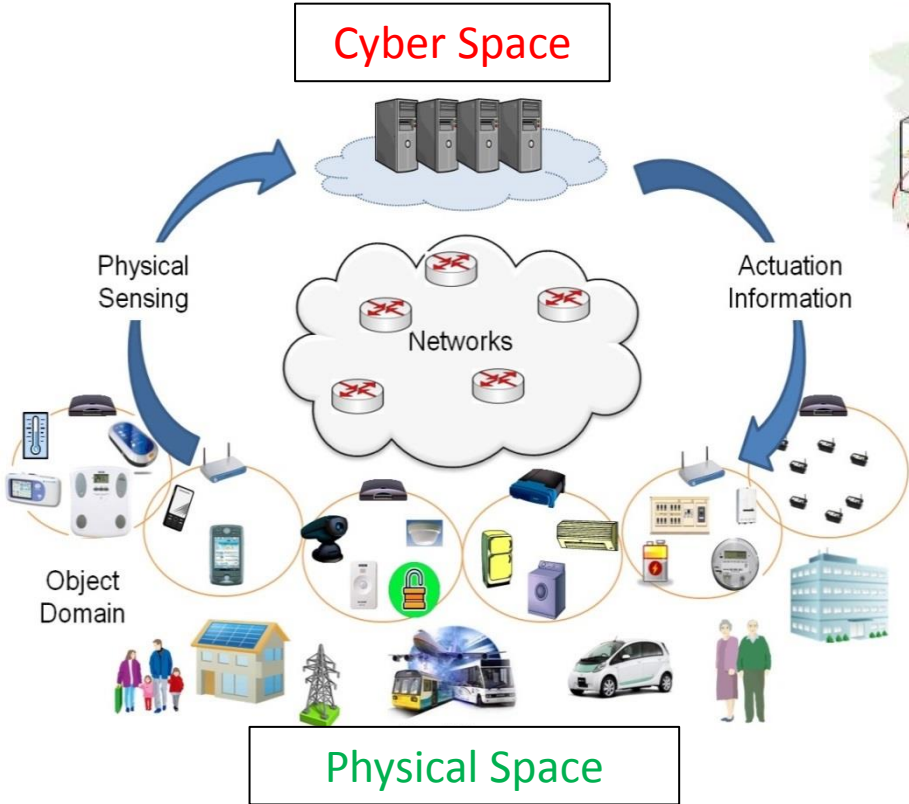 Cyber Space
Physical
Sensing
Actuation
Information
Networks
Object
Domain
Physical Space